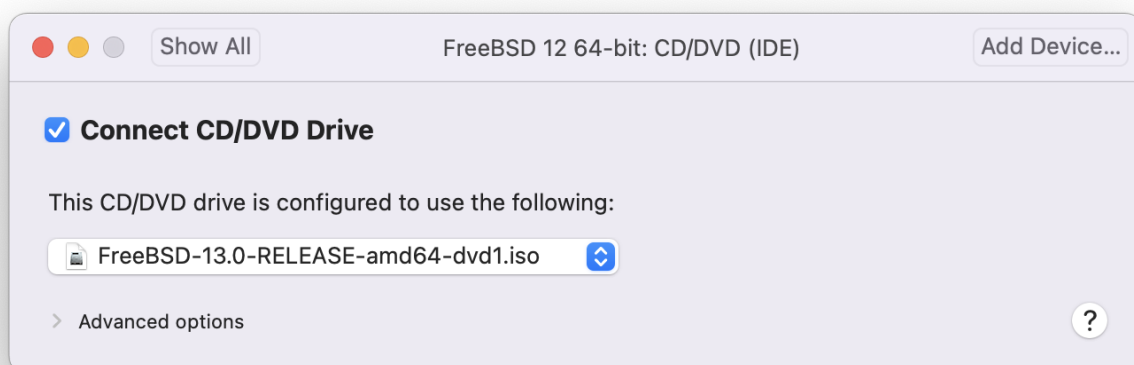 Show All
FreeBSD 12 64-bit: CD/DVD (IDE)
Add Device...
Connect CD/DVD Drive
This CD/DVD drive is configured to use the following:
FreeBSD-13.0-RELEASE-amd64-dvd1.iso
Advanced options
?